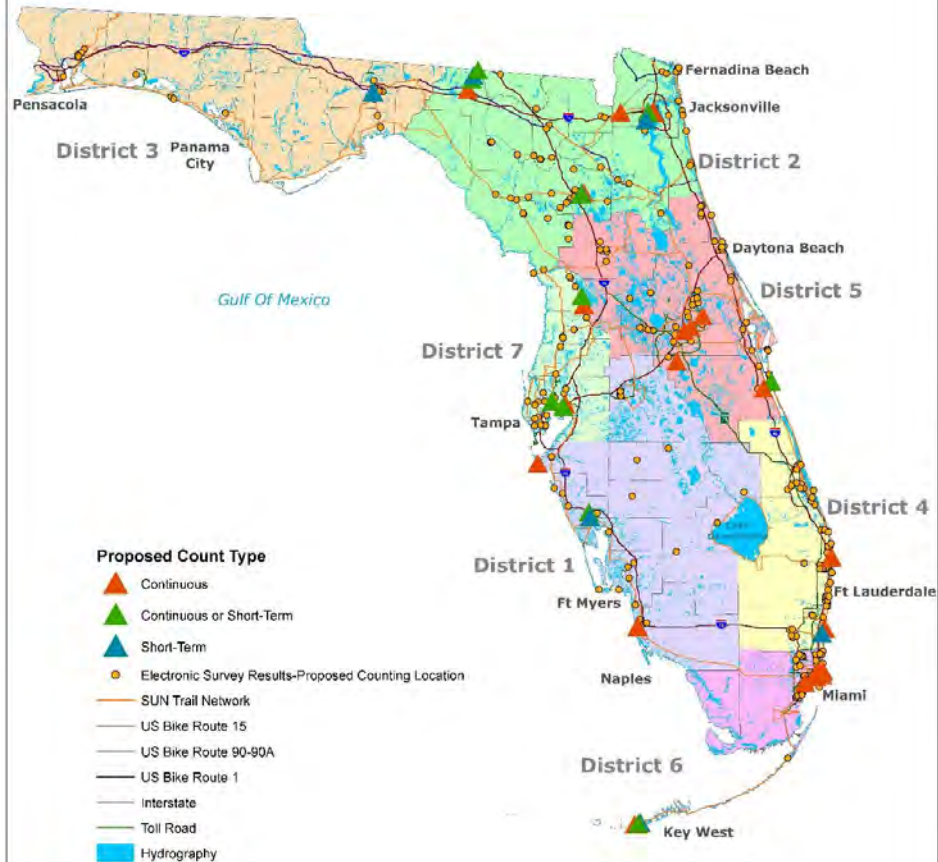 Fernadina Beach
Pensacola
Jacksonville
District 3
Panama
City
District 2
Daytona Beach
Gulf Of Mexico
District 5
District 7
Tampa
District 4
District 1
Ft Myers
Ft Lauderdale
Naples
Miami
District 6
Key West
Proposed Count Type
Continuous
Continuous or Short-Term
Short-Term
Electronic Survey Results-Proposed Counting Location
SUN Trail Network
US Bike Route 15
US Bike Route 90-90A
US Bike Route 1
Interstate
Toll Road
Hydrography